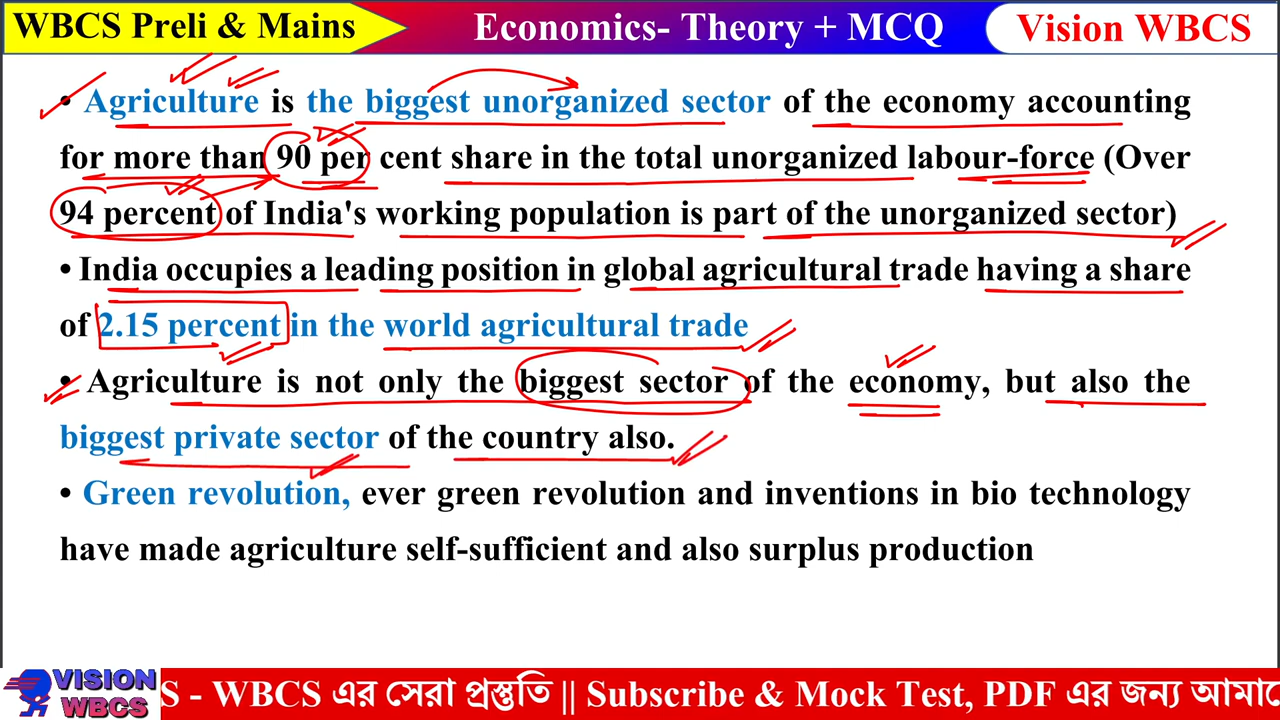 WBCS Preli & Mains
Economics- Theory + MCQ
Vision WBCS
• Agriculture is the biggest unorganized sector of the economy accounting
for more than 90 per cent share in the total unorganized labour-force (Over
94 percent of India's working population is part of the unorganized sector)
• India occupies a leading position in global agricultural trade having a share
of 2.15 percent in the world agricultural trade
• Agriculture is not only the biggest sector of the economy, but also the
biggest private sector of the country also.
• Green revolution, ever green revolution and inventions in bio technology
have made agriculture self-sufficient and also surplus production
VISION
WBCS
S - WBCS এর সেরা প্রস্তুতি || Subscribe & Mock Test, PDF এর জন্য